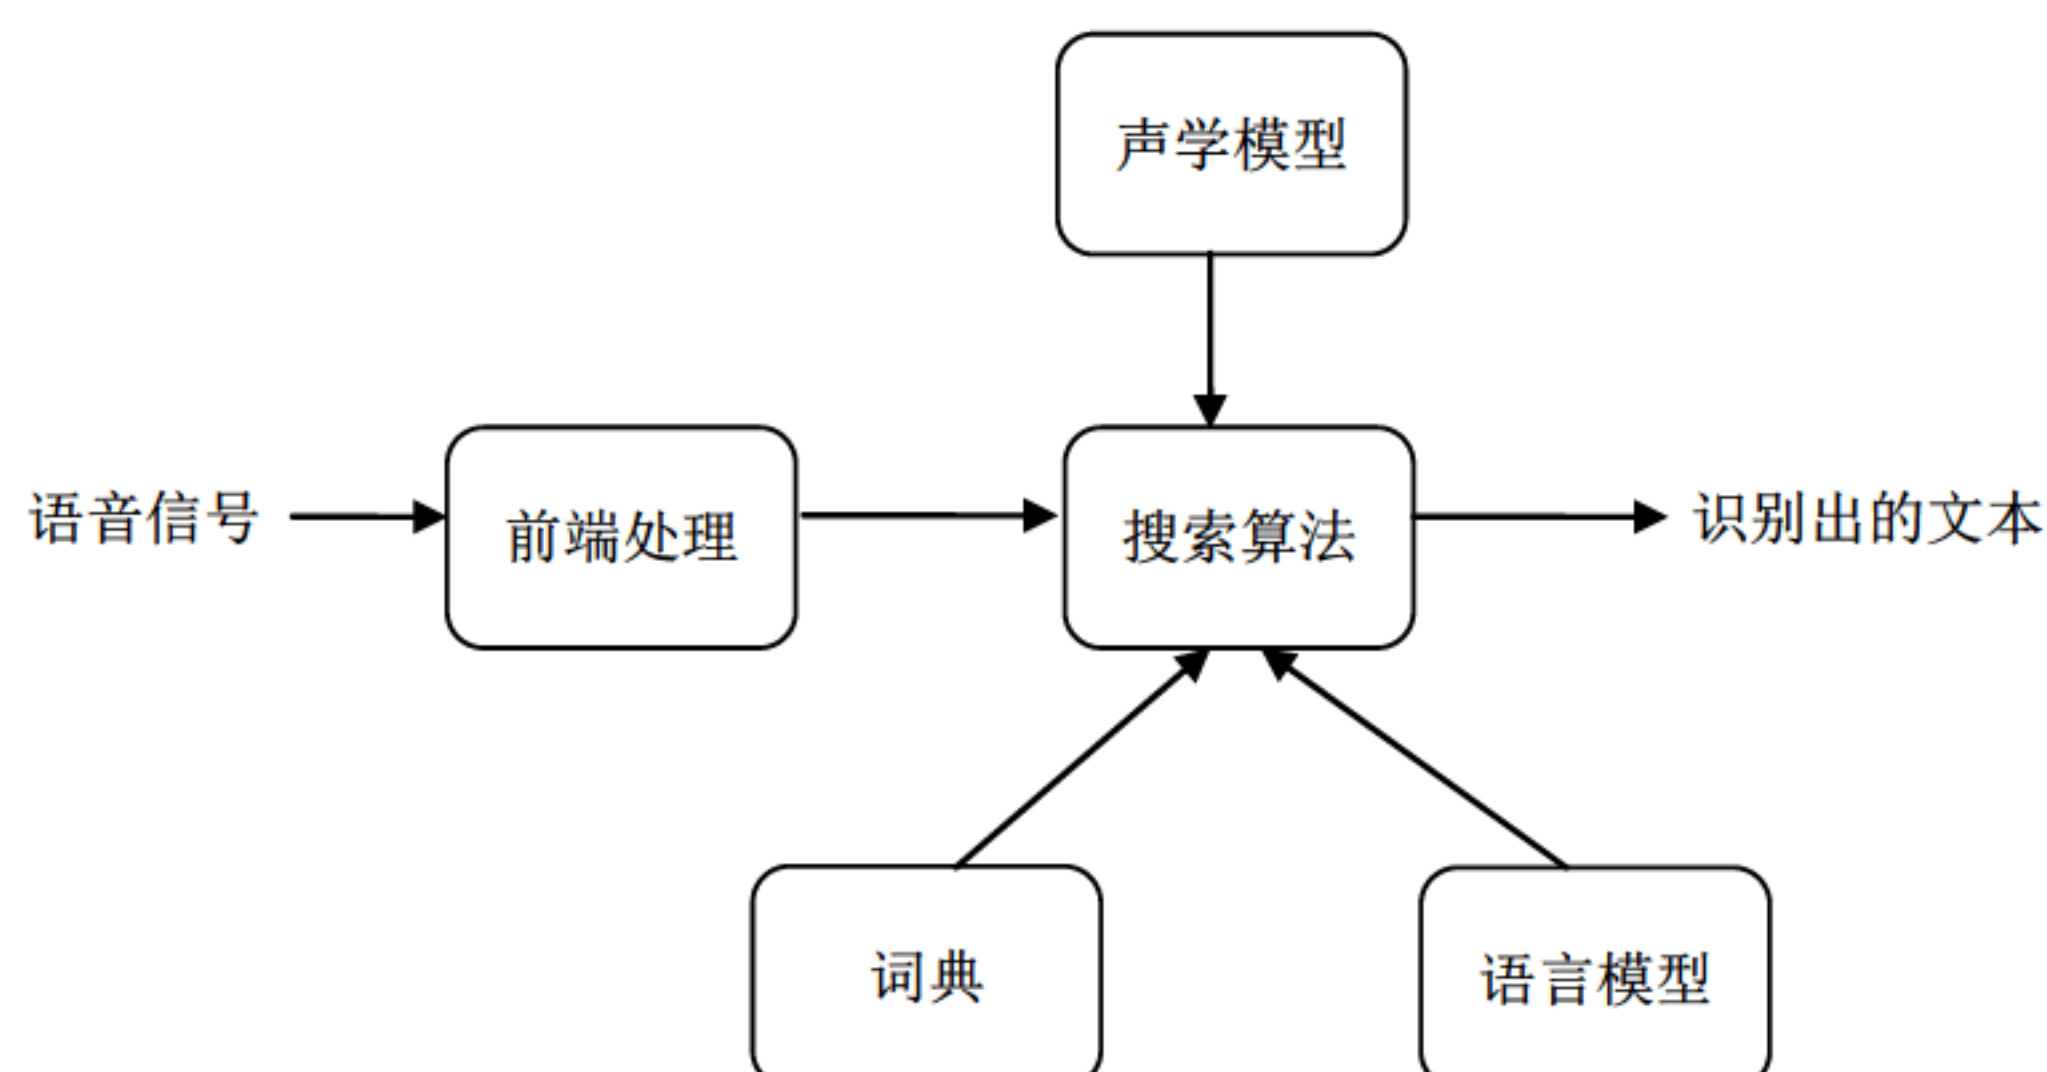 声学模型
语音信号
前端处理
搜索算法
识别出的文本
词典
语言模型